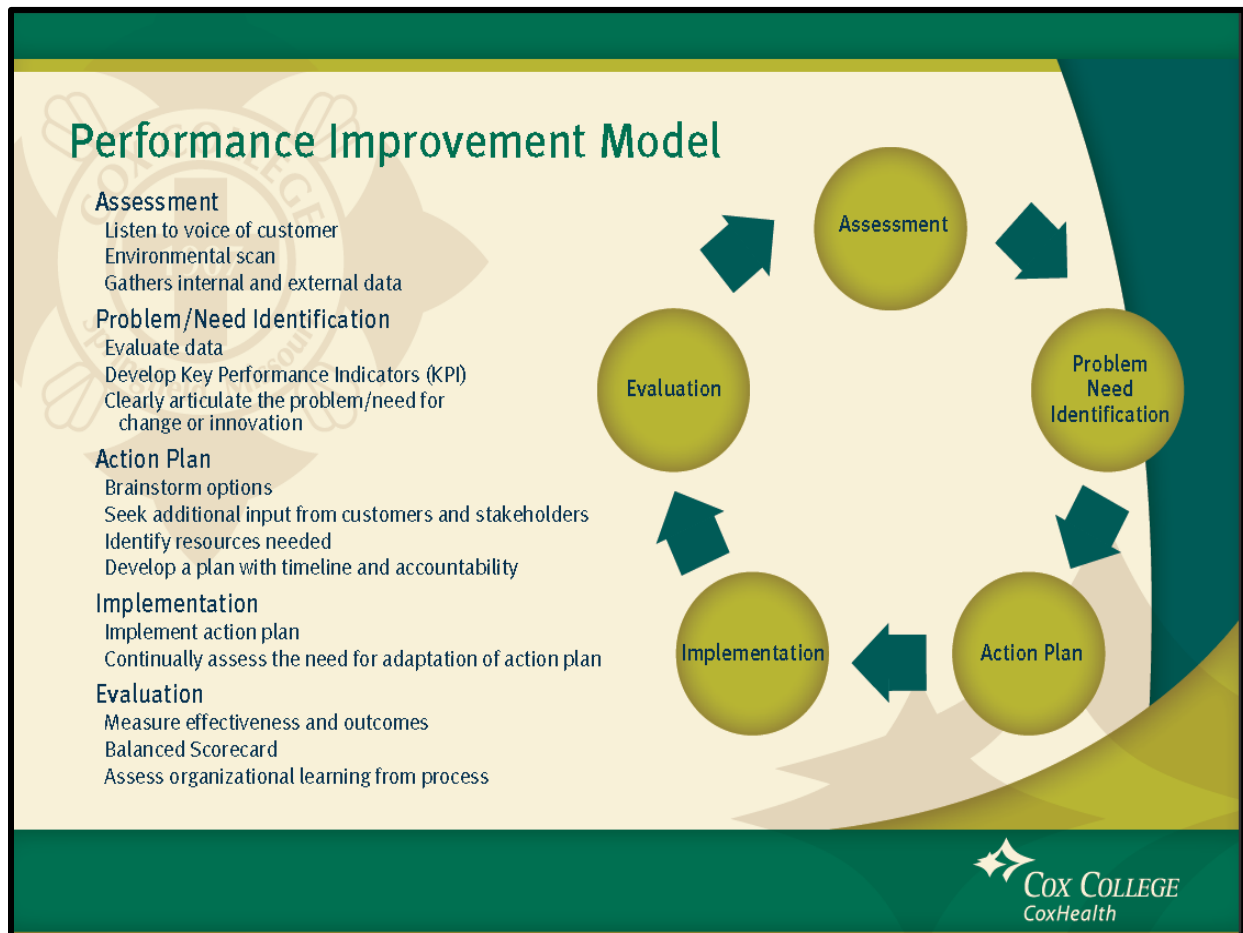 Performance Improvement Model
Assessment
Listen to voice of customer
Environmental scan
Gathers internal and external data
Problem/Need Identification
Evaluate data
Develop Key Performance Indicators (KPI)
Clearly articulate the problem/need for
change or innovation
Action Plan
Brainstorm options
Seek additional input from customers and stakeholders
Identify resources needed
Develop a plan with timeline and accountability
Implementation
Implement action plan
Continually assess the need for adaptation of action plan
Evaluation
Measure effectiveness and outcomes
Balanced Scorecard
Assess organizational learning from process
Assessment
Problem
Need
Identification
Action Plan
Implementation
Evaluation
COX COLLEGE
Springfield, Missouri
COX COLLEGE
CoxHealth